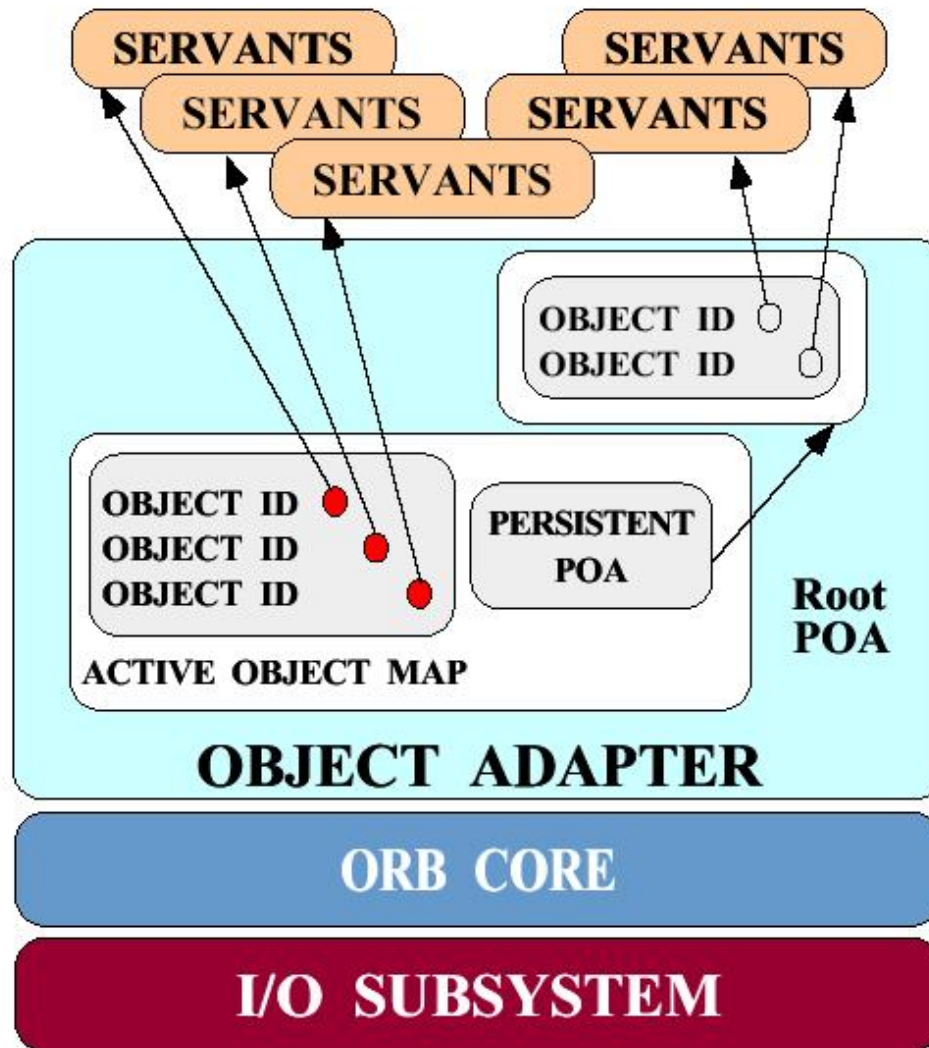 SERVANTS
SERVANTS
SERVANTS
SERVANTS
SERVANTS
OBJECT ID
OBJECT ID
OBJECT ID
OBJECT ID
OBJECT ID
PERSISTENT
POA
Root
POA
ACTIVE OBJECT MAP
OBJECT ADAPTER
ORB CORE
I/O SUBSYSTEM